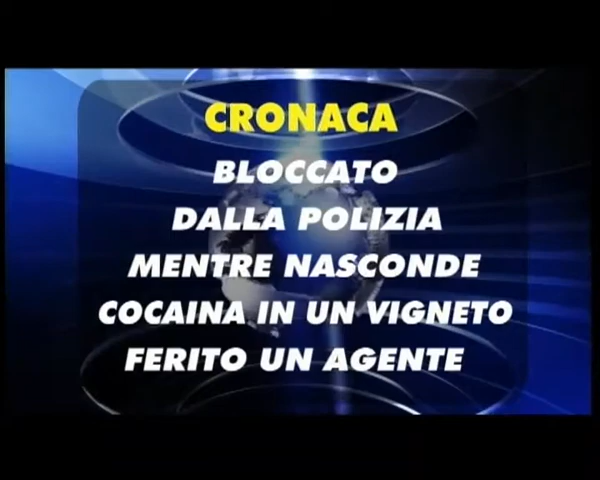 CRONACA
BLOCCATO
DALLA POLIZIA
MENTRE NASCONDE
COCAINA IN UN VIGNETO
FERITO UN AGENTE